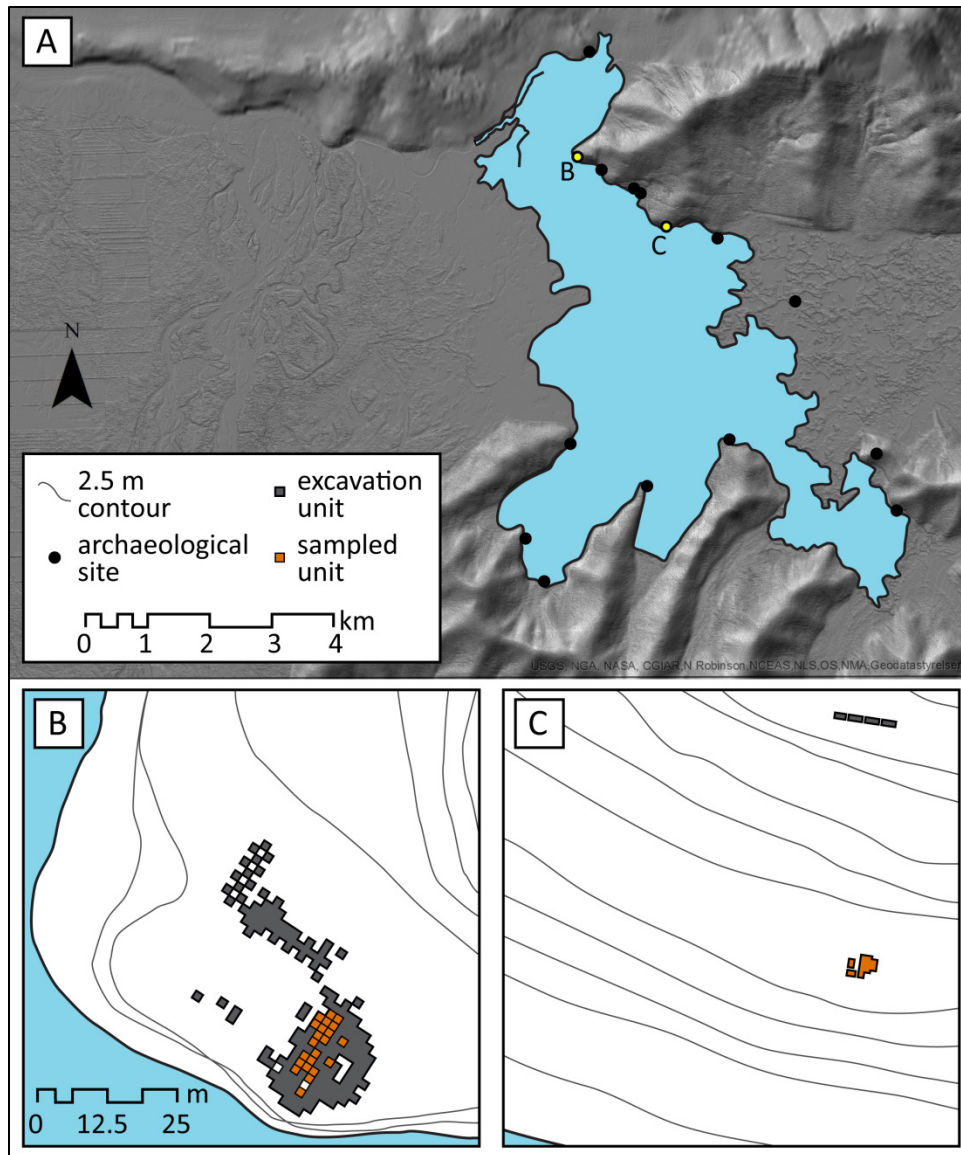 A
B
C
N
2.5 m
contour
excavation
unit
archaeological
site
sampled
unit
km
0 1 2 3 4
USGS, NGA, NASA, CGIAR,N Robinson,NCEAS,NLS,OS,NMA,Geodatastyrelsen
B
m
0 12.5 25
C